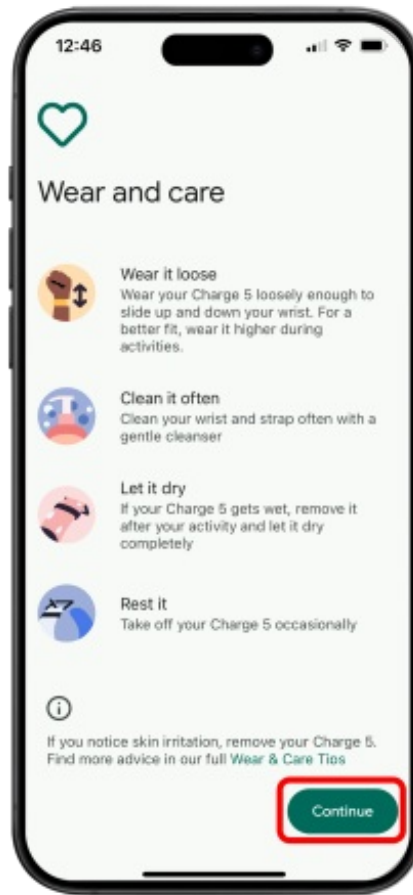 12:46
Wear and care
Wear it loose
Wear your Charge 5 loosely enough to
slide up and down your wrist. For a
better fit, wear it higher during
activities.
Clean it often
Clean your wrist and strap often with a
gentle cleanser
Let it dry
If your Charge 5 gets wet, remove it
after your activity and let it dry
completely
Rest it
Take off your Charge 5 occasionally
If you notice skin irritation, remove your Charge 5.
Find more advice in our full Wear & Care Tips
Continue